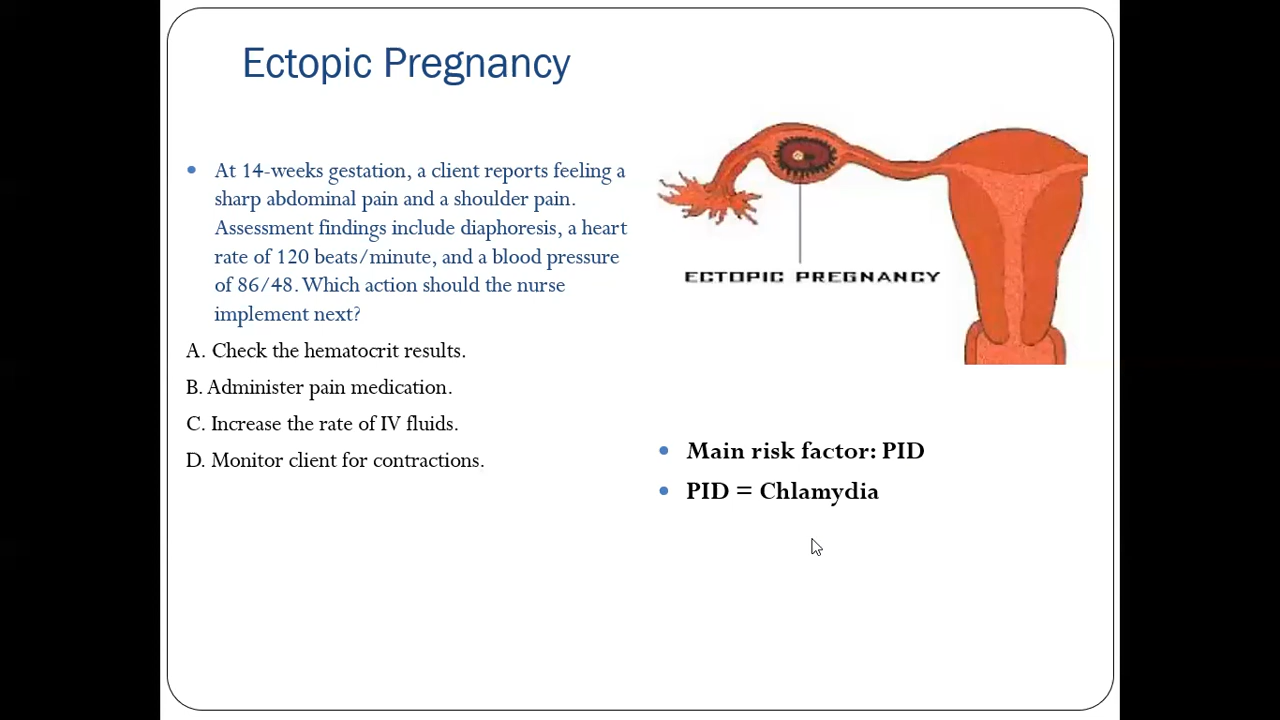 Ectopic Pregnancy
At 14-weeks gestation, a client reports feeling a
sharp abdominal pain and a shoulder pain.
Assessment findings include diaphoresis, a heart
rate of 120 beats/minute, and a blood pressure
of 86/48. Which action should the nurse
implement next?
A. Check the hematocrit results.
B. Administer pain medication.
C. Increase the rate of IV fluids.
D. Monitor client for contractions.
ECTOPIC PREGNANCY
Main risk factor: PID
PID = Chlamydia